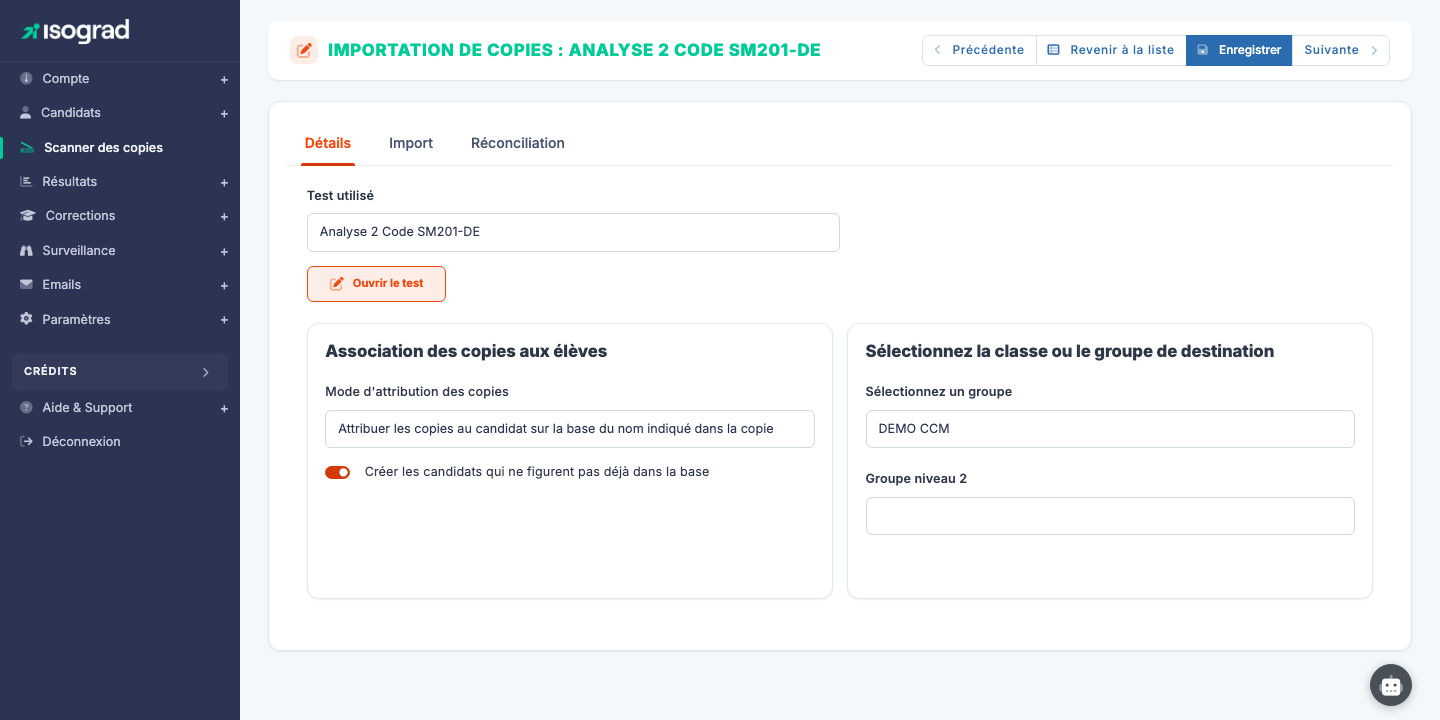 isograd
Compte +
Candidats +
Scanner des copies
Résultats +
Corrections +
Surveillance +
Emails +
Paramètres +
CRÉDITS
Aide & Support +
Déconnexion
IMPORTATION DE COPIES : ANALYSE 2 CODE SM201-DE
Précédente
Revenir à la liste
Enregistrer
Suivante
Détails
Import
Réconciliation
Test utilisé
Analyse 2 Code SM201-DE
Ouvrir le test
Association des copies aux élèves
Mode d'attribution des copies
Attribuer les copies au candidat sur la base du nom indiqué dans la copie
Créer les candidats qui ne figurent pas déjà dans la base
Sélectionnez la classe ou le groupe de destination
Sélectionnez un groupe
DEMO CCM
Groupe niveau 2